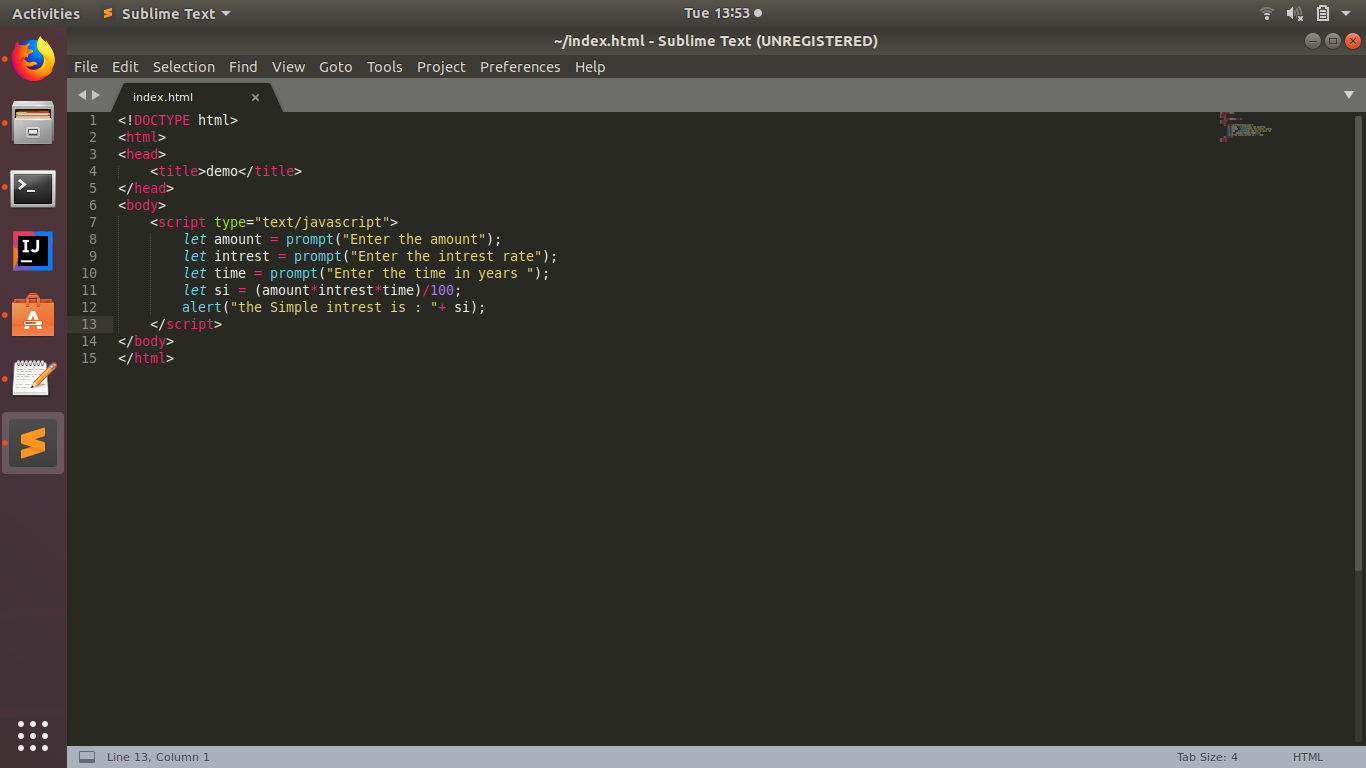 Activities Sublime Text Tue 13:53
~/index.html - Sublime Text (UNREGISTERED)
File Edit Selection Find View Goto Tools Project Preferences Help
index.html
1 <!DOCTYPE html>
2 <html>
3 <head>
4     <title>demo</title>
5 </head>
6 <body>
7     <script type="text/javascript">
8         let amount = prompt("Enter the amount");
9         let intrest = prompt("Enter the intrest rate");
10         let time = prompt("Enter the time in years ");
11         let si = (amount*intrest*time)/100;
12         alert("the Simple intrest is : "+ si);
13     </script>
14 </body>
15 </html>
Line 13, Column 1 Tab Size: 4 HTML